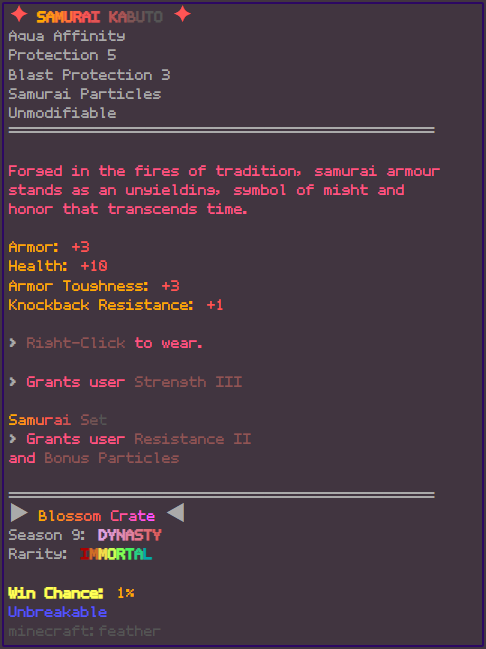 ✦ SAMURAI KABUTO ✦
Aqua Affinity
Protection 5
Blast Protection 3
Samurai Particles
Unmodifiable
Forged in the fires of tradition, samurai armour
stands as an unyielding, symbol of might and
honor that transcends time.
Armor: +3
Health: +10
Armor Toughness: +3
Knockback Resistance: +1
> Right-Click to wear.
> Grants user Strength III
Samurai Set
> Grants user Resistance II
and Bonus Particles
▶ Blossom Crate ◀
Season 9: DYNASTY
Rarity: IMMORTAL
Win Chance: 1%
Unbreakable
minecraft:feather